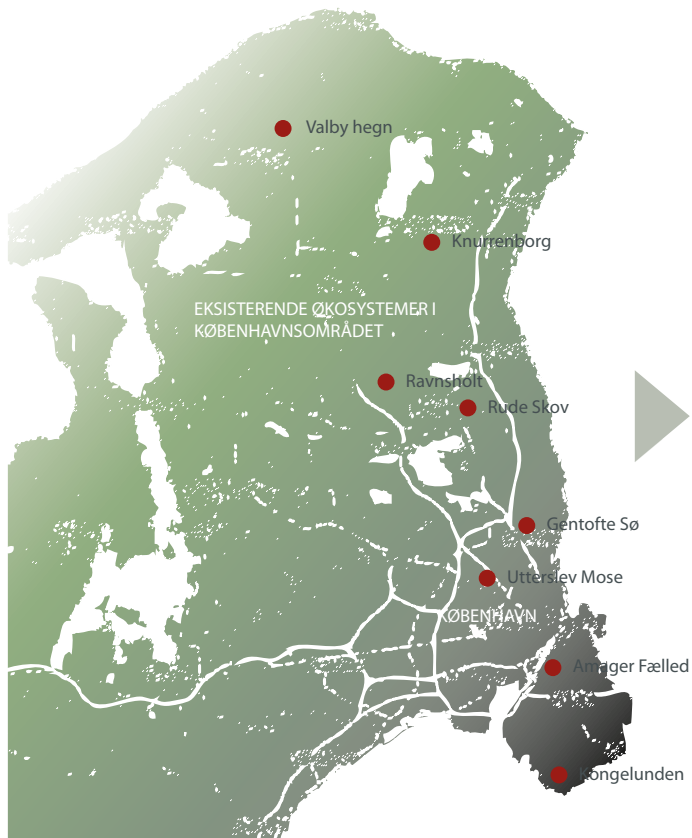 Valby hegn
Knurrenborg
EKSISTERENDE ØKOSYSTEMER I
KØBENHAVNSOMRÅDET
Ravnsholt
Rude Skov
Gentofte Sø
Utterslev Mose
KØBENHAVN
Amager Fælled
Kongelunden